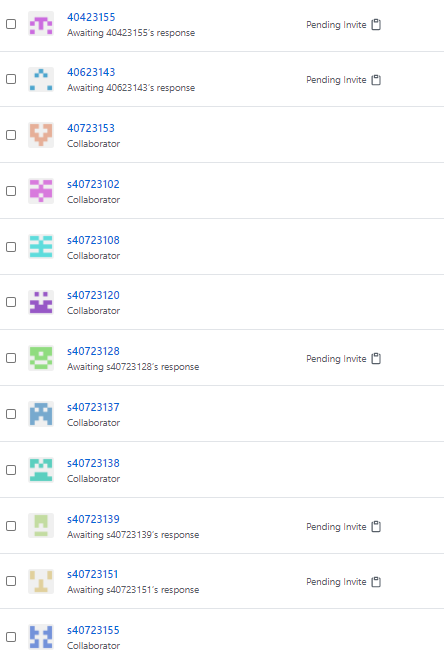 40423155
Awaiting 40423155's response
Pending Invite
40623143
Awaiting 40623143's response
Pending Invite
40723153
Collaborator
s40723102
Collaborator
s40723108
Collaborator
s40723120
Collaborator
s40723128
Awaiting s40723128's response
Pending Invite
s40723137
Collaborator
s40723138
Collaborator
s40723139
Awaiting s40723139's response
Pending Invite
s40723151
Awaiting s40723151's response
Pending Invite
s40723155
Collaborator